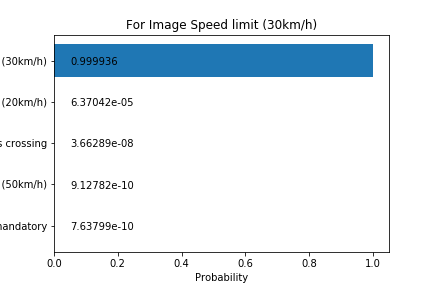 For Image Speed limit (30km/h)
(30km/h)
0.999936
(20km/h)
6.37042e-05
crossing
3.66289e-08
(50km/h)
9.12782e-10
7.63799e-10
0.0 0.2 0.4 0.6 0.8 1.0
Probability